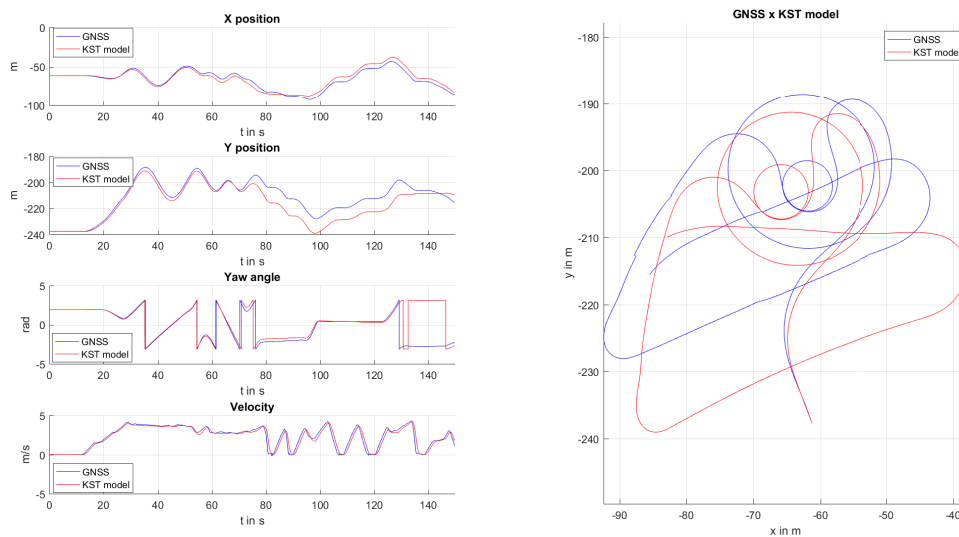 X position
0
-50
-100
m
GNSS
KST model
0 20 40 60 80 100 120 140
t in s
Y position
-180
-200
-220
-240
m
GNSS
KST model
0 20 40 60 80 100 120 140
t in s
Yaw angle
5
0
-5
rad
GNSS
KST model
0 20 40 60 80 100 120 140
t in s
Velocity
5
0
-5
m/s
GNSS
KST model
0 20 40 60 80 100 120 140
t in s
GNSS x KST model
-180
-190
-200
-210
-220
-230
-240
y in m
GNSS
KST model
-90 -80 -70 -60 -50 -40
x in m